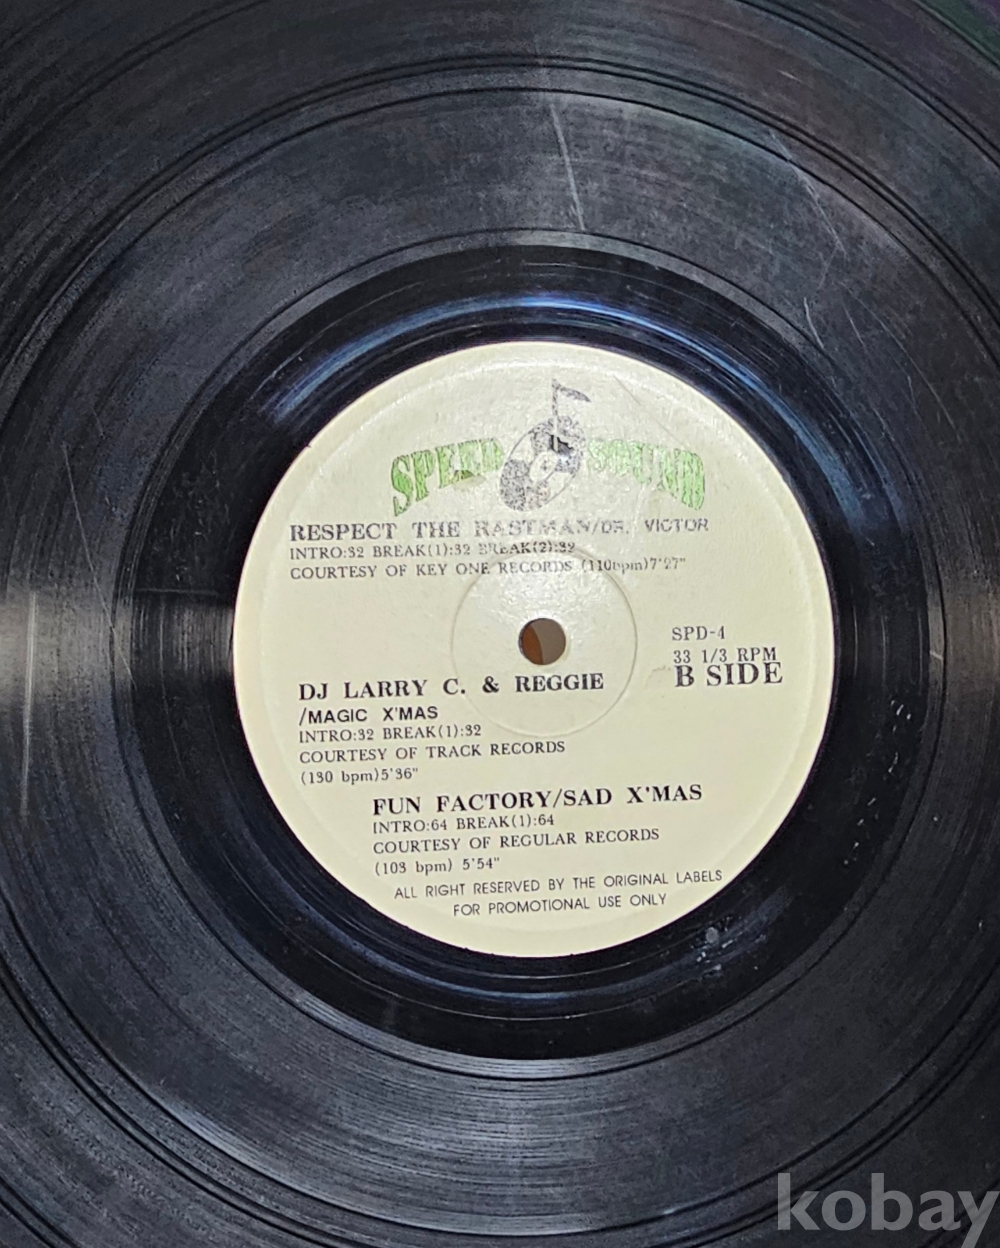 SPEED SOUND
RESPECT THE RASTMAN/DR. VICTOR
INTRO:32 BREAK(1):32 BREAK(2):32
COURTESY OF KEY ONE RECORDS (110bpm)7'27"
SPD-4
33 1/3 RPM
B SIDE
DJ LARRY C. & REGGIE
/MAGIC X'MAS
INTRO:32 BREAK(1):32
COURTESY OF TRACK RECORDS
(130 bpm)5'36"
FUN FACTORY/SAD X'MAS
INTRO:64 BREAK(1):64
COURTESY OF REGULAR RECORDS
(103 bpm) 5'54"
ALL RIGHT RESERVED BY THE ORIGINAL LABELS
FOR PROMOTIONAL USE ONLY
kobay